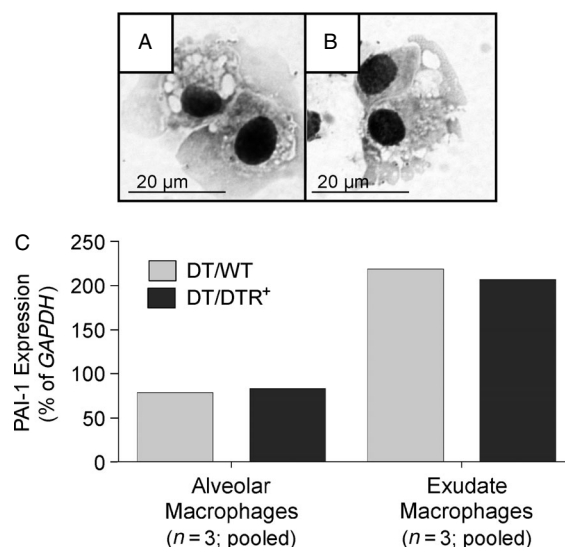 A
B
20 µm
20 µm
C
PAI-1 Expression
(% of GAPDH)
250
200
150
100
50
0
DT/WT
DT/DTR⁺
Alveolar
Macrophages
(n = 3; pooled)
Exudate
Macrophages
(n = 3; pooled)